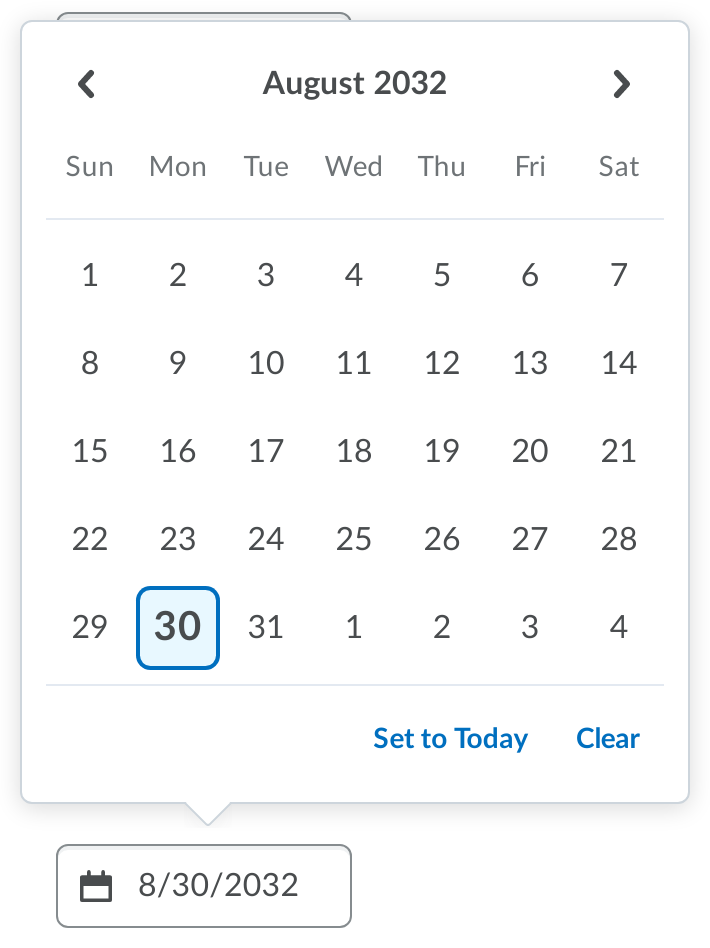 August 2032
Sun Mon Tue Wed Thu Fri Sat
1 2 3 4 5 6 7
8 9 10 11 12 13 14
15 16 17 18 19 20 21
22 23 24 25 26 27 28
29 30 31 1 2 3 4
Set to Today Clear
8/30/2032